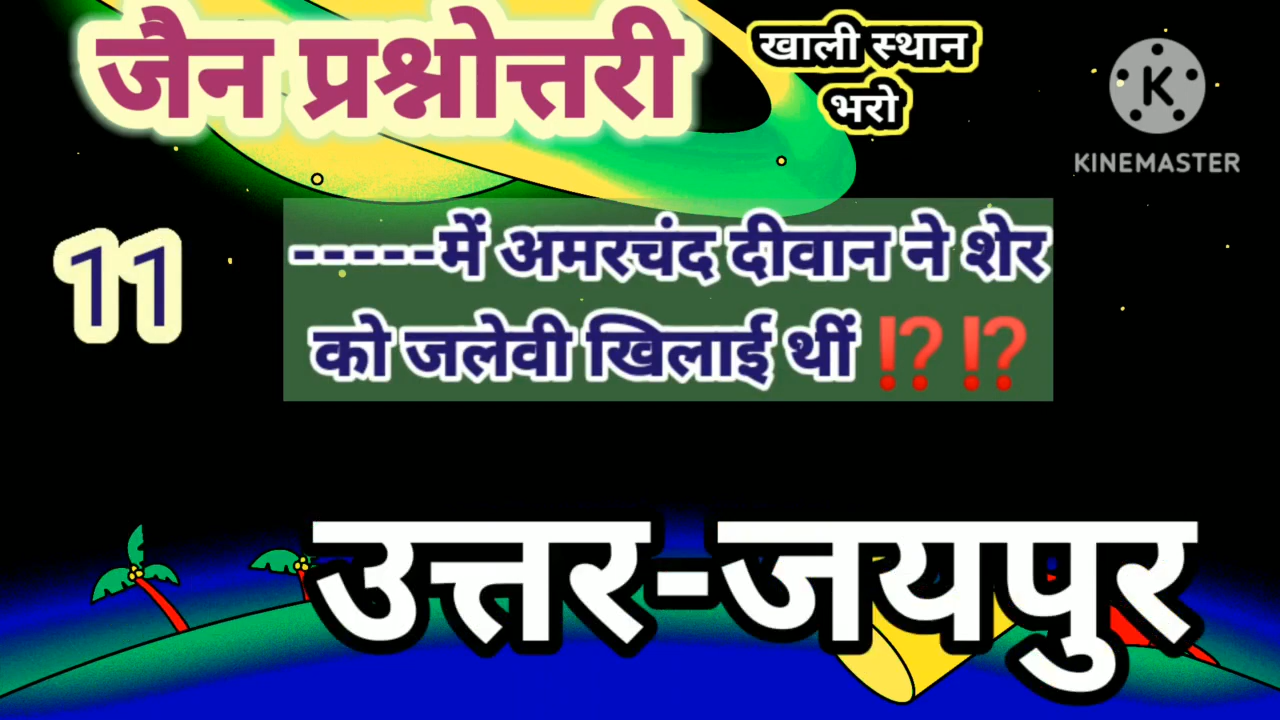 जैन प्रश्नोत्तरी
खाली स्थान
भरो
KINEMASTER
11
-----में अमरचंद दीवान ने शेर
को जलेवी खिलाई थीं ⁉️⁉️
उत्तर-जयपुर